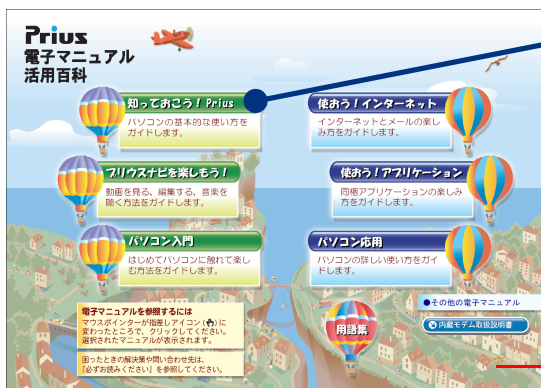 Prius
電子マニュアル
活用百科
知っておこう！Prius
パソコンの基本的な使い方を
ガイドします。
使おう！インターネット
インターネットとメールの楽し
み方をガイドします。
プリウスナビを楽しもう！
動画を見る、編集する、音楽を
聴く方法をガイドします。
使おう！アプリケーション
同梱アプリケーションの楽しみ
方をガイドします。
パソコン入門
はじめてパソコンに触れて楽し
む方法をガイドします。
パソコン応用
パソコンの詳しい使い方をガイ
ドします。
電子マニュアルを参照するには
マウスポインターが指差しアイコン（）に
変わったところで、クリックしてください。
選択されたマニュアルが表示されます。
困ったときの解決策や問い合わせ先は、
『必ずお読みください』を参照してください。
用語集
●その他の電子マニュアル
内蔵モデム取扱説明書